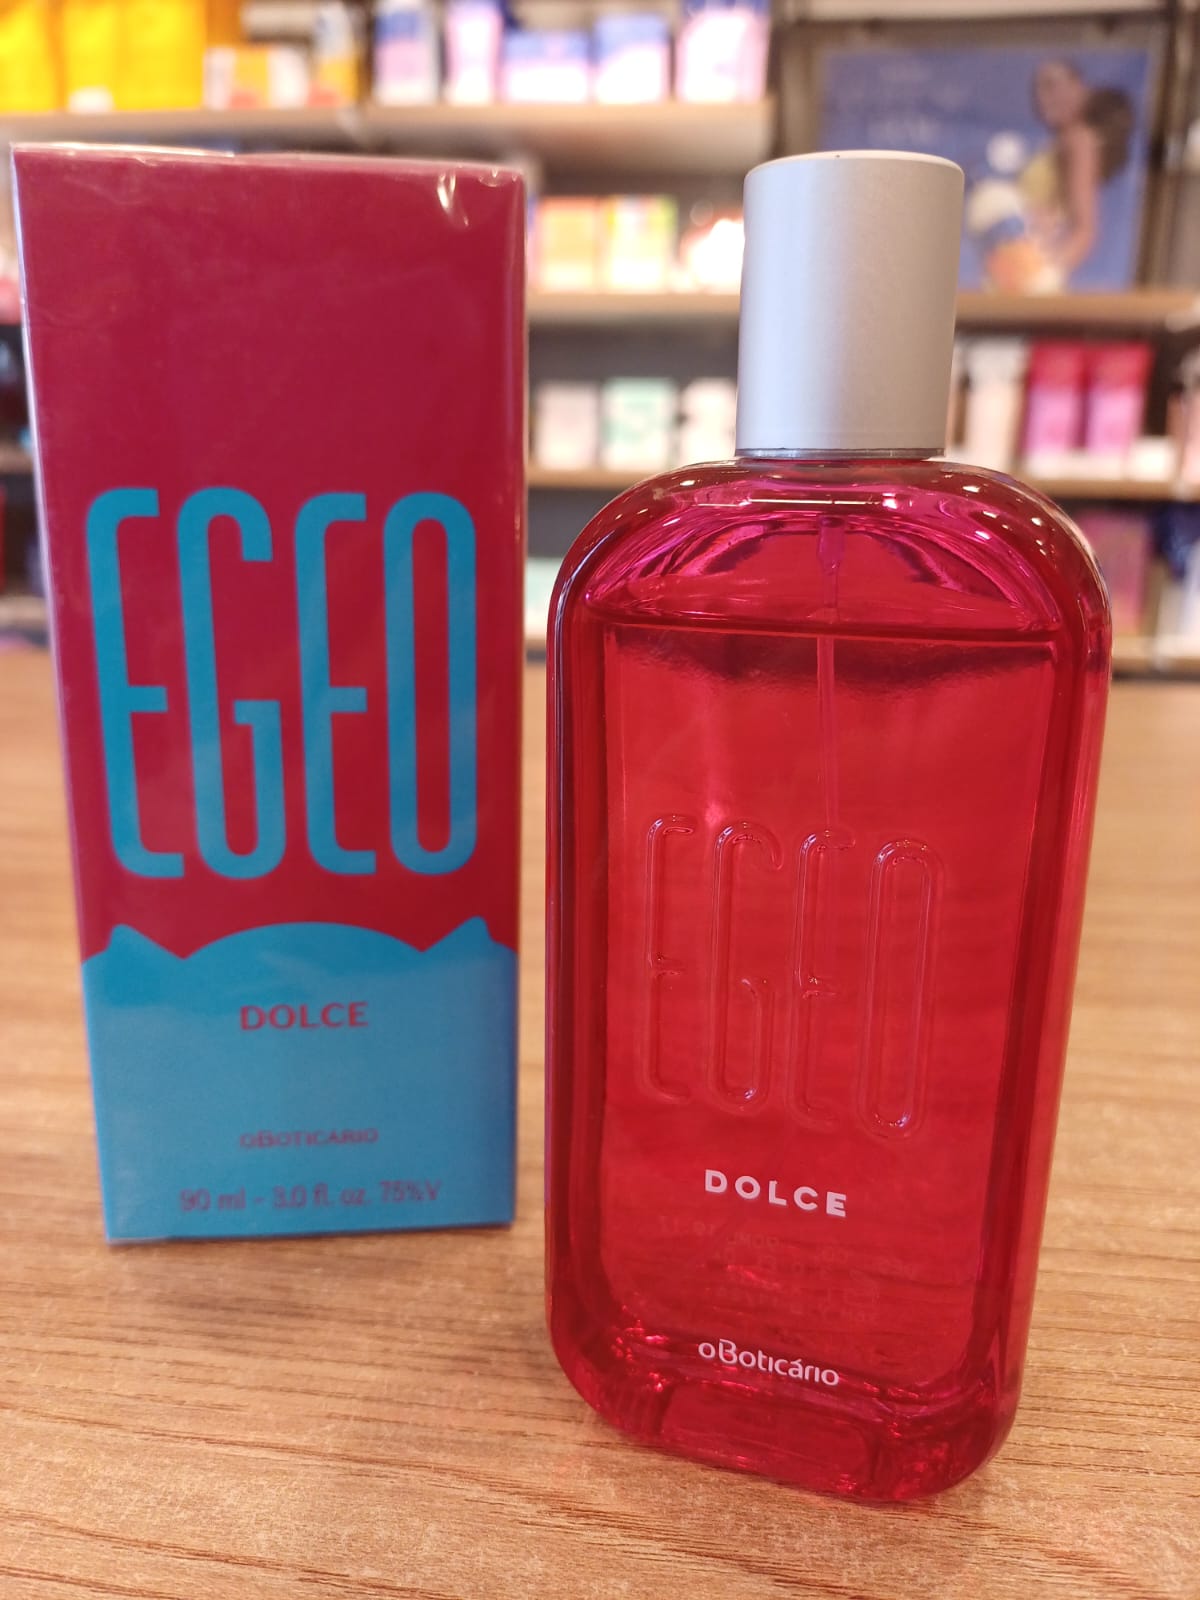 EGEO
DOLCE
oBoticário
90 ml - 3.0 fl. oz. 75%V
EGEO
DOLCE
oBoticário